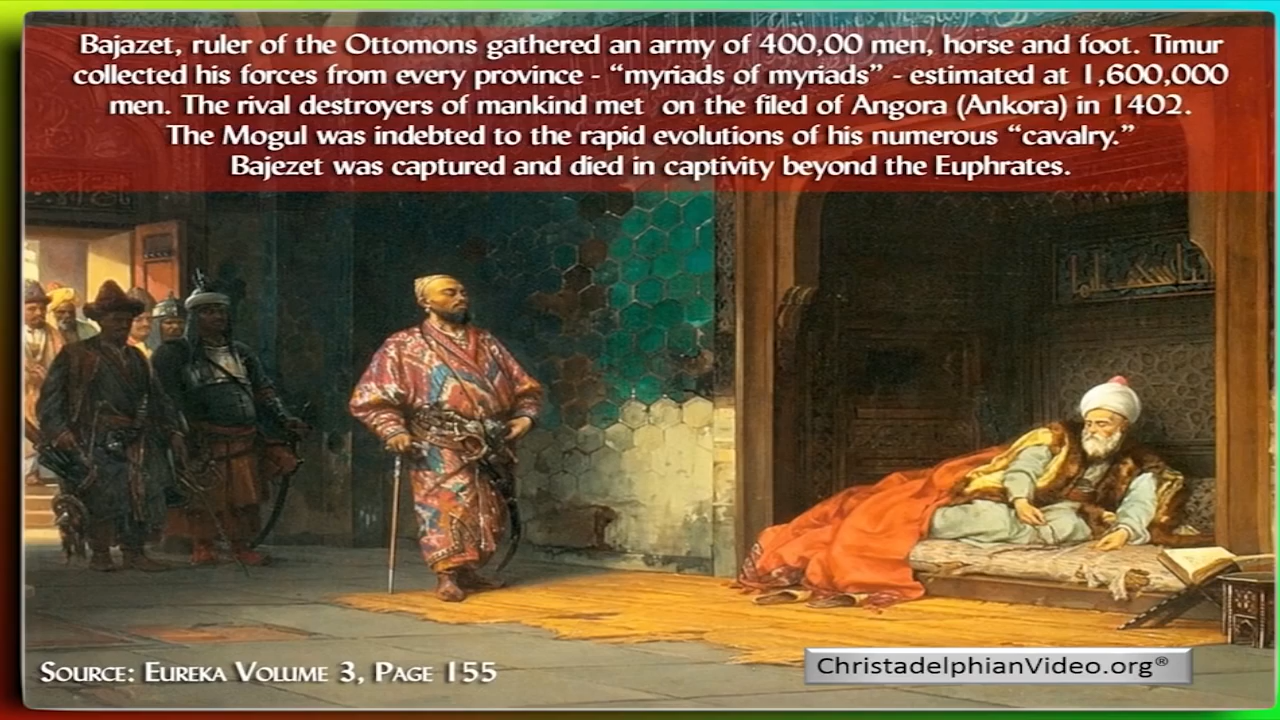 Bajazet, ruler of the Ottomons gathered an army of 400,00 men, horse and foot. Timur
collected his forces from every province - “myriads of myriads” - estimated at 1,600,000
men. The rival destroyers of mankind met on the filed of Angora (Ankora) in 1402.
The Mogul was indebted to the rapid evolutions of his numerous “cavalry.”
Bajezet was captured and died in captivity beyond the Euphrates.
Source: Eureka Volume 3, Page 155
ChristadelphianVideo.org®